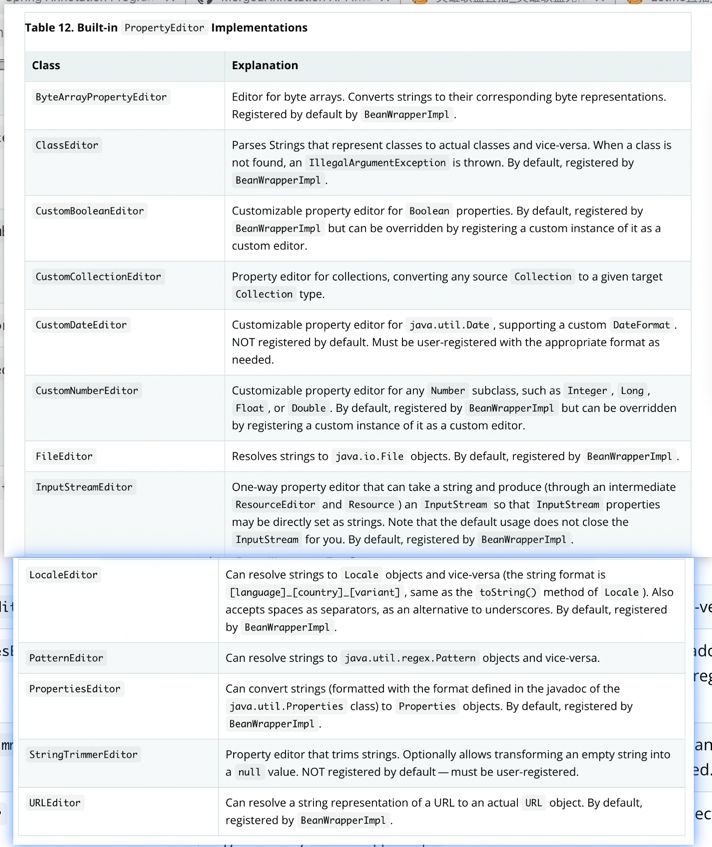 Table 12. Built-in PropertyEditor Implementations
Class Explanation
ByteArrayPropertyEditor Editor for byte arrays. Converts strings to their corresponding byte representations.
Registered by default by BeanWrapperImpl.
ClassEditor Parses Strings that represent classes to actual classes and vice-versa. When a class is
not found, an IllegalArgumentException is thrown. By default, registered by
BeanWrapperImpl.
CustomBooleanEditor Customizable property editor for Boolean properties. By default, registered by
BeanWrapperImpl but can be overridden by registering a custom instance of it as a
custom editor.
CustomCollectionEditor Property editor for collections, converting any source Collection to a given target
Collection type.
CustomDateEditor Customizable property editor for java.util.Date, supporting a custom DateFormat.
NOT registered by default. Must be user-registered with the appropriate format as
needed.
CustomNumberEditor Customizable property editor for any Number subclass, such as Integer, Long,
Float, or Double. By default, registered by BeanWrapperImpl but can be overridden
by registering a custom instance of it as a custom editor.
FileEditor Resolves strings to java.io.File objects. By default, registered by BeanWrapperImpl.
InputStreamEditor One-way property editor that can take a string and produce (through an intermediate
ResourceEditor and Resource) an InputStream so that InputStream properties
may be directly set as strings. Note that the default usage does not close the
InputStream for you. By default, registered by BeanWrapperImpl.
LocaleEditor Can resolve strings to Locale objects and vice-versa (the string format is
[language]_[country]_[variant], same as the toString() method of Locale). Also
accepts spaces as separators, as an alternative to underscores. By default, registered
by BeanWrapperImpl.
PatternEditor Can resolve strings to java.util.regex.Pattern objects and vice-versa.
PropertiesEditor Can convert strings (formatted with the format defined in the javadoc of the
java.util.Properties class) to Properties objects. By default, registered by
BeanWrapperImpl.
StringTrimmerEditor Property editor that trims strings. Optionally allows transforming an empty string into
a null value. NOT registered by default — must be user-registered.
URLEditor Can resolve a string representation of a URL to an actual URL object. By default,
registered by BeanWrapperImpl.